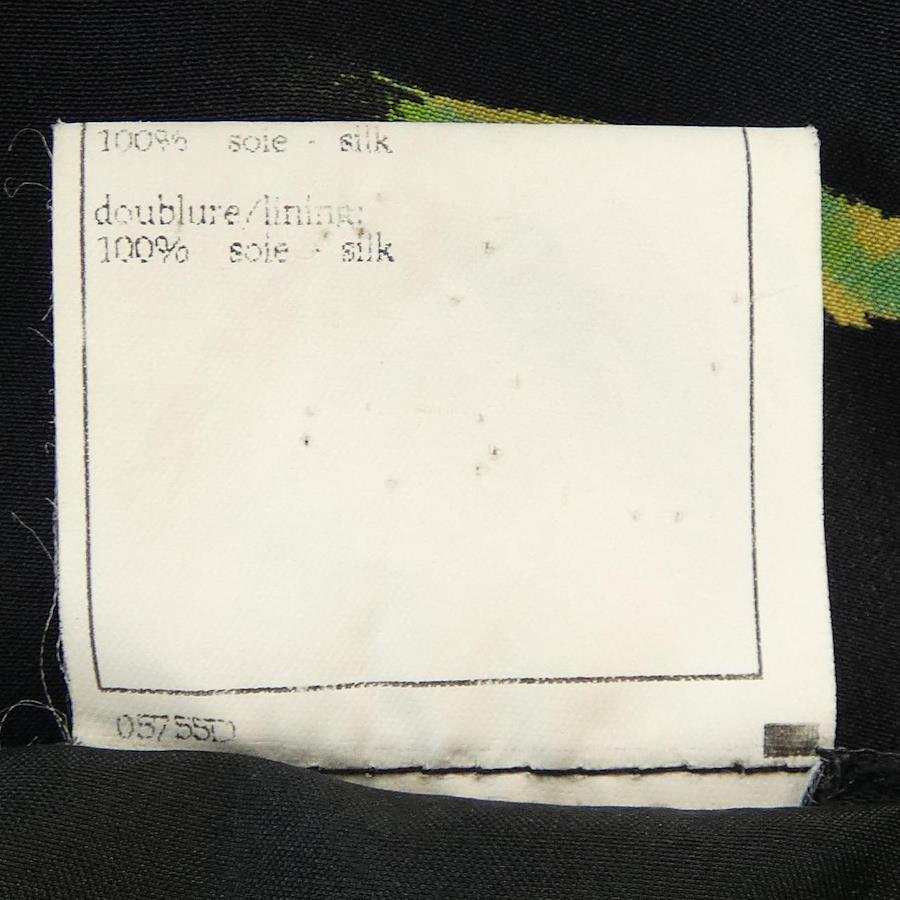 100% soie - silk
doublure/lining:
100% soie - silk
05755D